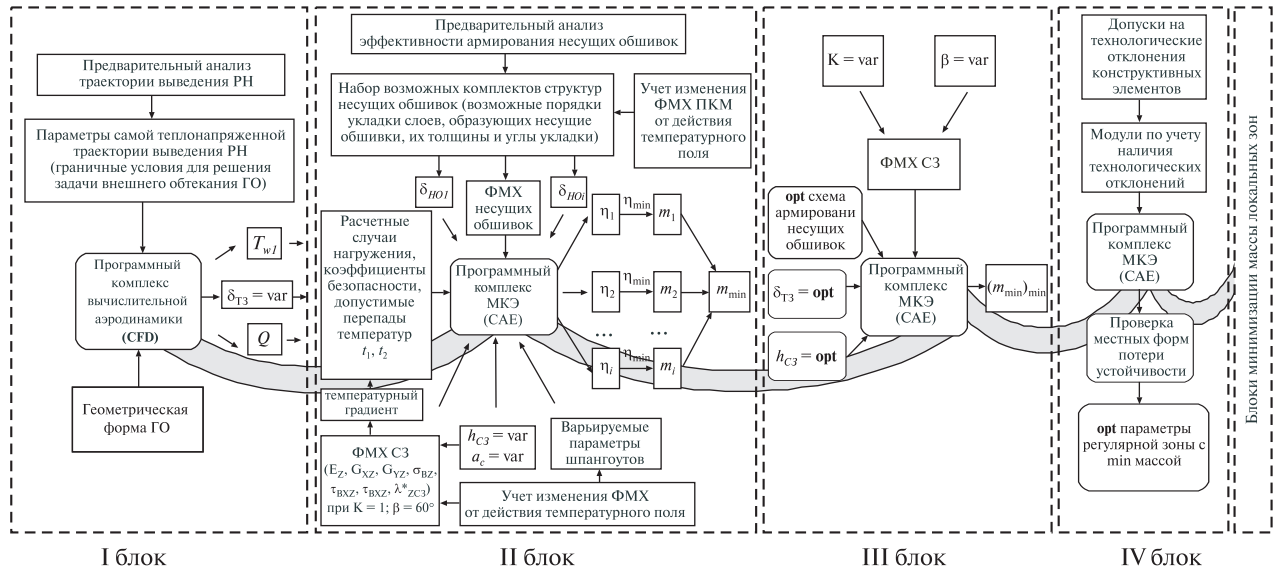 Предварительный анализ
траектории выведения РН
Параметры самой теплонапряженной
траектории выведения РН
(граничные условия для решения
задачи внешнего обтекания ГО)
Программный
комплекс
вычислительной
аэродинамики
(CFD)
T_w1
δ_ТЗ = var
Q
Геометрическая
форма ГО
I блок
Предварительный анализ
эффективности армирования несущих обшивок
Набор возможных комплектов структур
несущих обшивок (возможные порядки
укладки слоев, образующих несущие
обшивки, их толщины и углы укладки)
Учет изменения
ФМХ ПКМ
от действия
температурного
поля
δ_НО1
ФМХ
несущих
обшивок
δ_НОi
Расчетные
случаи
нагружения,
коэффициенты
безопасности,
допустимые
перепады
температур
t_1, t_2
Программный
комплекс
МКЭ
(CAE)
η_1
η_min
m_1
η_2
η_min
m_2
m_min
...
...
η_i
η_min
m_i
температурный
градиент
ФМХ СЗ
(E_Z, G_XZ, G_YZ, σ_BZ,
τ_BXZ, τ_BXZ, λ*_ZСЗ)
при K = 1; β = 60°
h_СЗ = var
a_c = var
Варьируемые
параметры
шпангоутов
Учет изменения ФМХ
от действия температурного поля
II блок
K = var
β = var
ФМХ СЗ
opt схема
армировани
несущих
обшивок
δ_ТЗ = opt
h_СЗ = opt
Программный
комплекс
МКЭ
(CAE)
(m_min)_min
III блок
Допуски на
технологические
отклонения
конструктивных
элементов
Модули по учету
наличия
технологических
отклонений
Программный
комплекс
МКЭ
(CAE)
Проверка
местных форм
потери
устойчивости
opt параметры
регулярной зоны с
min массой
IV блок
Блоки минимизации массы локальных зон